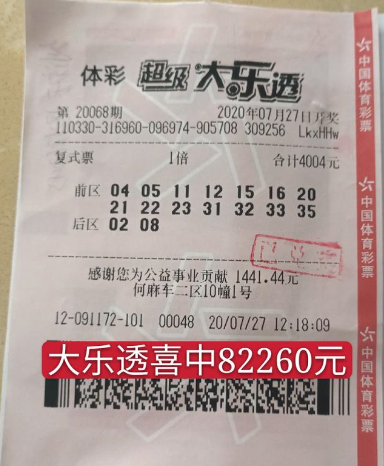 体彩 超级大乐透
第 20068期 2020年07月27日开奖
110330-316960-096974-905708 309256 LkxHHw
复式票 1倍 合计4004元
前区 04 05 11 12 15 16 20
21 22 23 31 32 33 35
后区 02 08
感谢您为公益事业贡献 1441.44元
何麻车二区10幢1号
12-091172-101 00048 20/07/27 12:18:09
大乐透喜中82260元
中国体育彩票
中国体育彩票
中国体育彩票